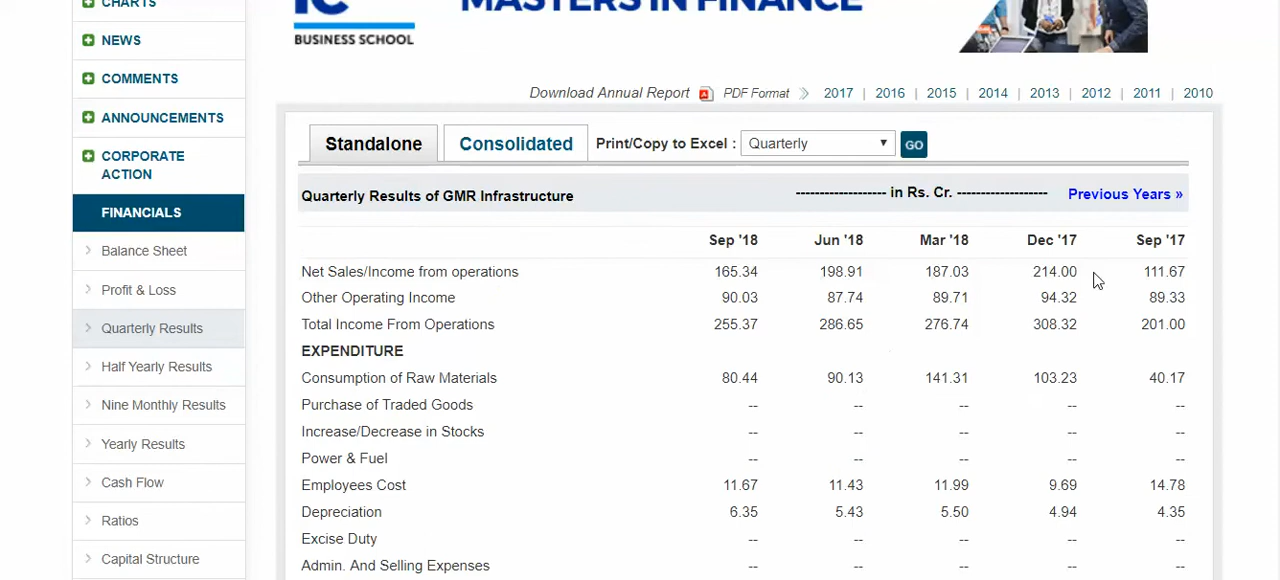 MASTERS IN FINANCE
BUSINESS SCHOOL
CHARTS
NEWS
COMMENTS
ANNOUNCEMENTS
CORPORATE
ACTION
FINANCIALS
Balance Sheet
Profit & Loss
Quarterly Results
Half Yearly Results
Nine Monthly Results
Yearly Results
Cash Flow
Ratios
Capital Structure
Download Annual Report PDF Format 2017 | 2016 | 2015 | 2014 | 2013 | 2012 | 2011 | 2010
Standalone Consolidated Print/Copy to Excel : Quarterly GO
Quarterly Results of GMR Infrastructure ------------------- in Rs. Cr. -------------------- Previous Years »
Sep '18 Jun '18 Mar '18 Dec '17 Sep '17
Net Sales/Income from operations 165.34 198.91 187.03 214.00 111.67
Other Operating Income 90.03 87.74 89.71 94.32 89.33
Total Income From Operations 255.37 286.65 276.74 308.32 201.00
EXPENDITURE
Consumption of Raw Materials 80.44 90.13 141.31 103.23 40.17
Purchase of Traded Goods -- -- -- -- --
Increase/Decrease in Stocks -- -- -- -- --
Power & Fuel -- -- -- -- --
Employees Cost 11.67 11.43 11.99 9.69 14.78
Depreciation 6.35 5.43 5.50 4.94 4.35
Excise Duty -- -- -- -- --
Admin. And Selling Expenses -- -- -- -- --